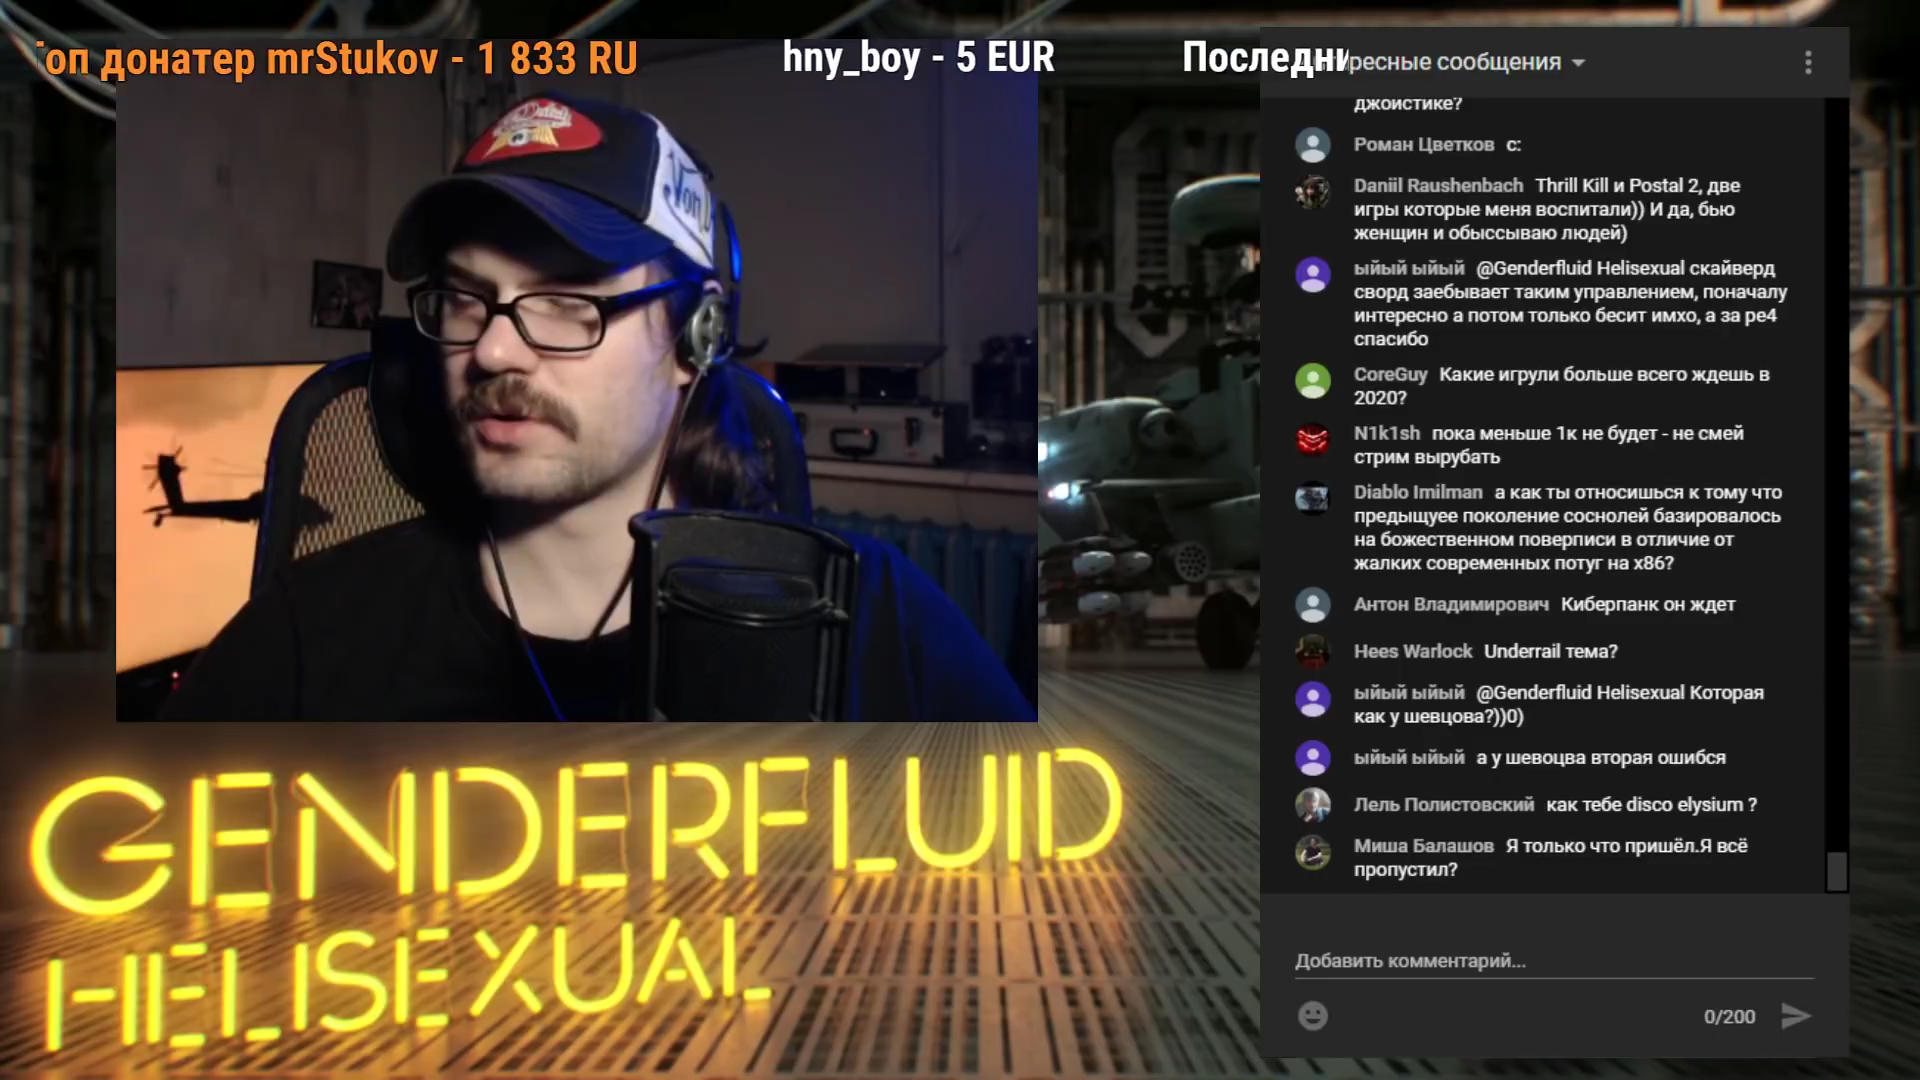 оп донатер mrStukov - 1 833 RU
hny_boy - 5 EUR
Последни
ресные сообщения
Von D
джойстике?
Роман Цветков с:
Daniil Raushenbach Thrill Kill и Postal 2, две
игры которые меня воспитали)) И да, бью
женщин и обыссываю людей)
ыйый ыйый @Genderfluid Helisexual скайверд
сворд заебывает таким управлением, поначалу
интересно а потом только бесит имхо, а за ре4
спасибо
CoreGuy Какие игрули больше всего ждешь в
2020?
N1k1sh пока меньше 1к не будет - не смей
стрим вырубать
Diablo Imilman а как ты относишься к тому что
предыщуее поколение соснолей базировалось
на божественном поверписи в отличие от
жалких современных потуг на x86?
Антон Владимирович Киберпанк он ждет
Hees Warlock Underrail тема?
ыйый ыйый @Genderfluid Helisexual Которая
как у шевцова?))0)
ыйый ыйый а у шевоцва вторая ошибся
Лель Полистовский как тебе disco elysium ?
Миша Балашов Я только что пришёл.Я всё
пропустил?
Добавить комментарий...
0/200
GENDERFLUID
HELISEXUAL